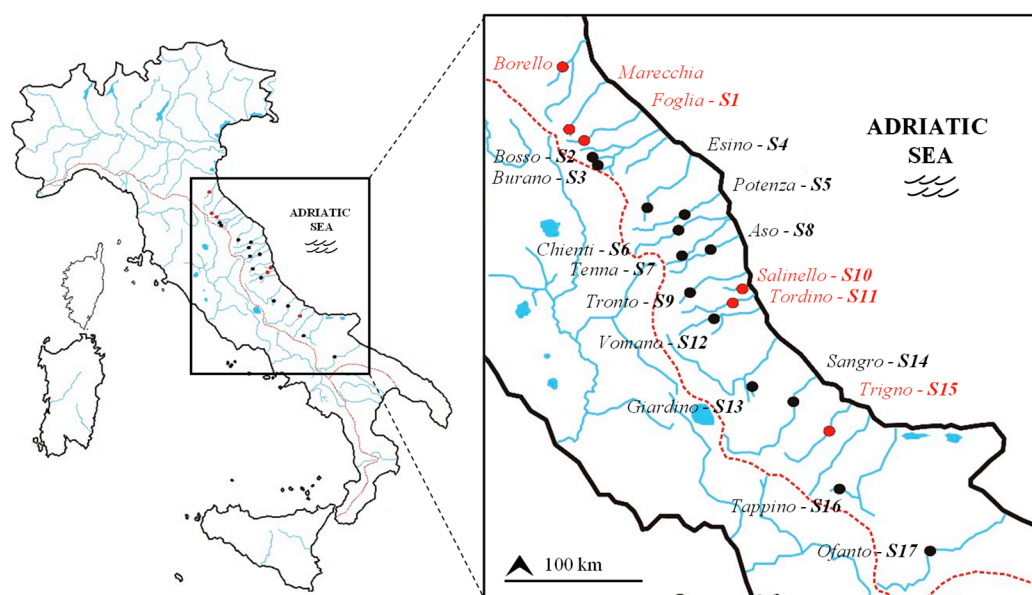 ADRIATIC
SEA
Borello
Marecchia
Foglia - S1
Bosso - S2
Burano - S3
Esino - S4
Potenza - S5
Chienti - S6
Tenna - S7
Aso - S8
Tronto - S9
Salinello - S10
Tordino - S11
Vomano - S12
Giardino - S13
Sangro - S14
Trigno - S15
Tappino - S16
Ofanto - S17
ADRIATIC
SEA
100 km